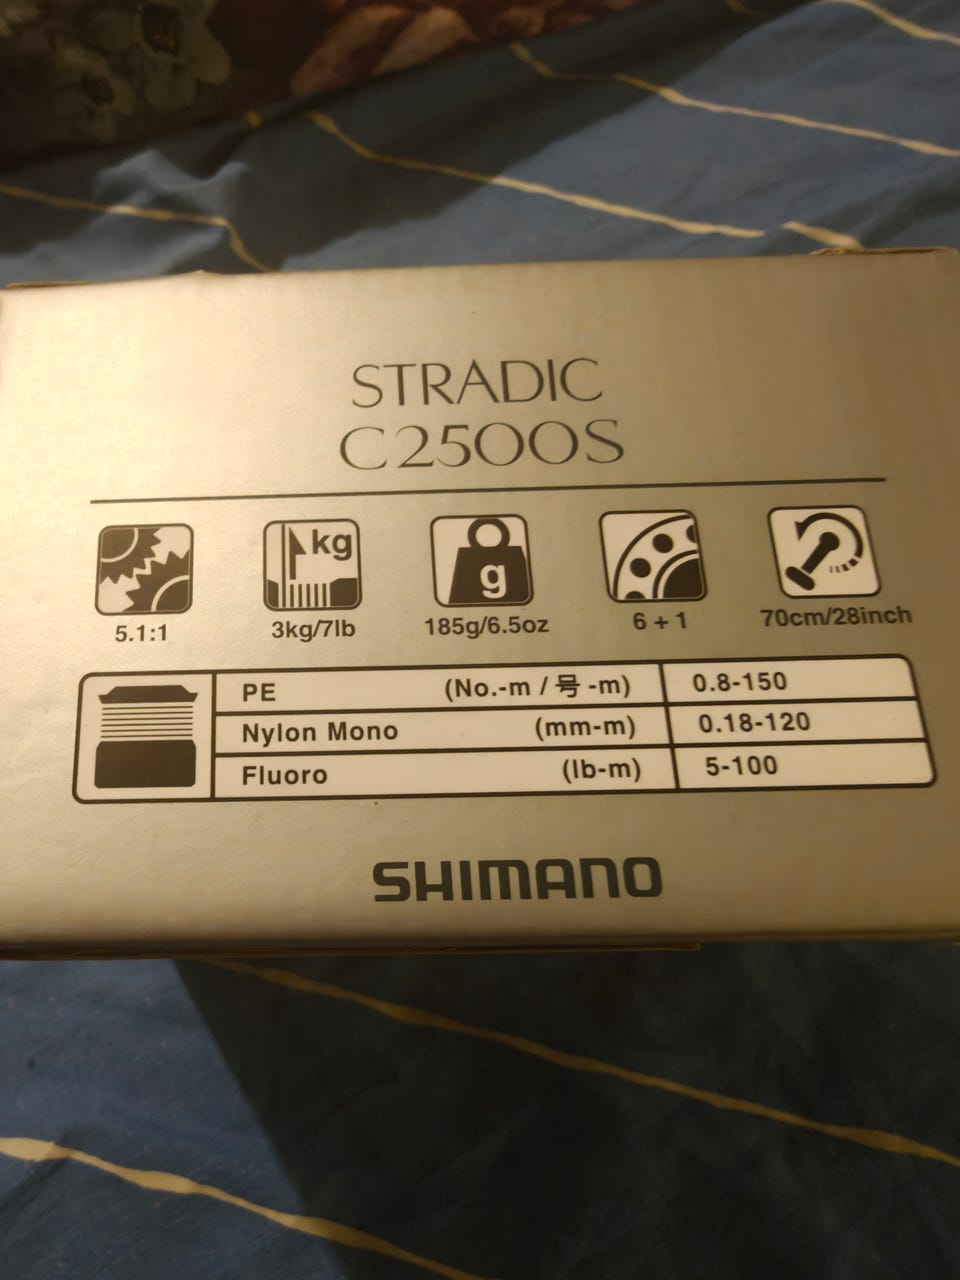 STRADIC
C2500S
kg
g
5.1:1 3kg/7lb 185g/6.5oz 6 + 1 70cm/28inch
PE (No.-m / 号 -m) 0.8-150
Nylon Mono (mm-m) 0.18-120
Fluoro (lb-m) 5-100
SHIMANO